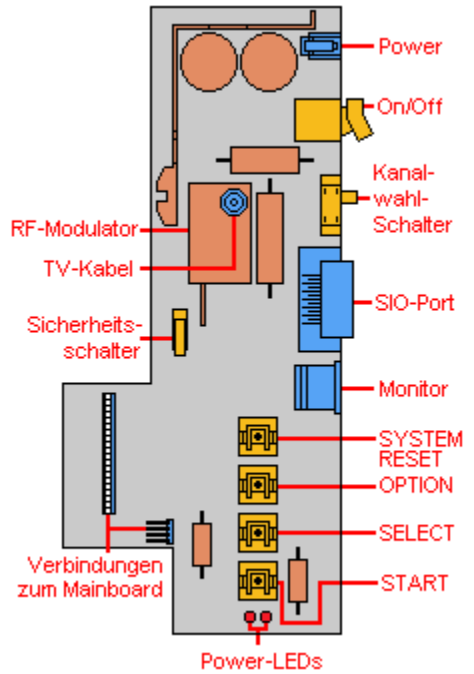 Power
On/Off
Kanal-
wahl-
Schalter
RF-Modulator
TV-Kabel
SIO-Port
Sicherheits-
schalter
Monitor
SYSTEM
RESET
OPTION
SELECT
START
Verbindungen
zum Mainboard
Power-LEDs